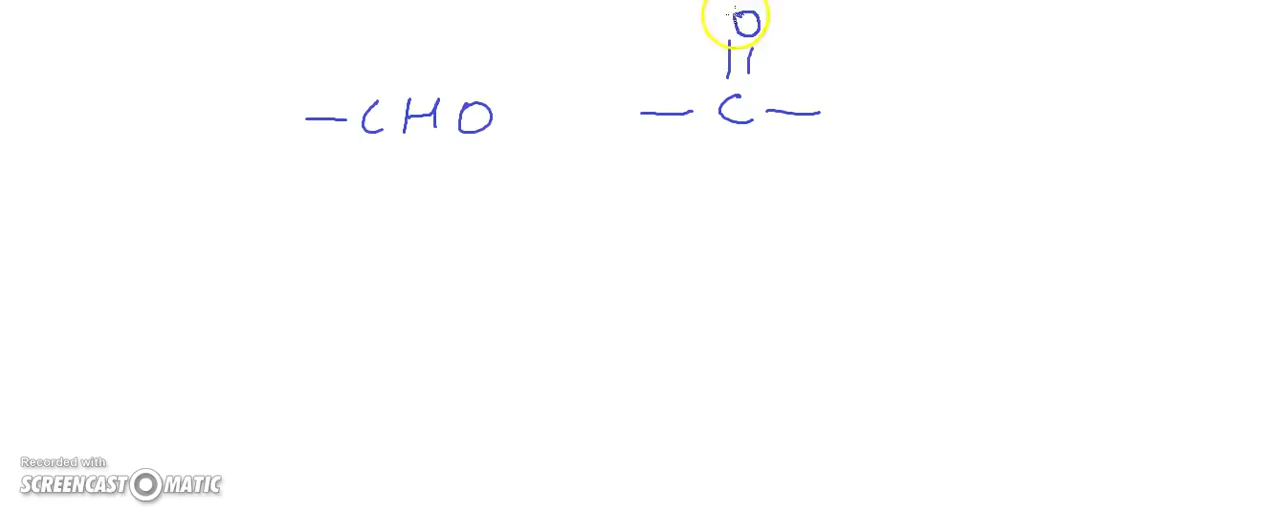 O
||
—CHO —C—
Recorded with
SCREENCAST-O-MATIC